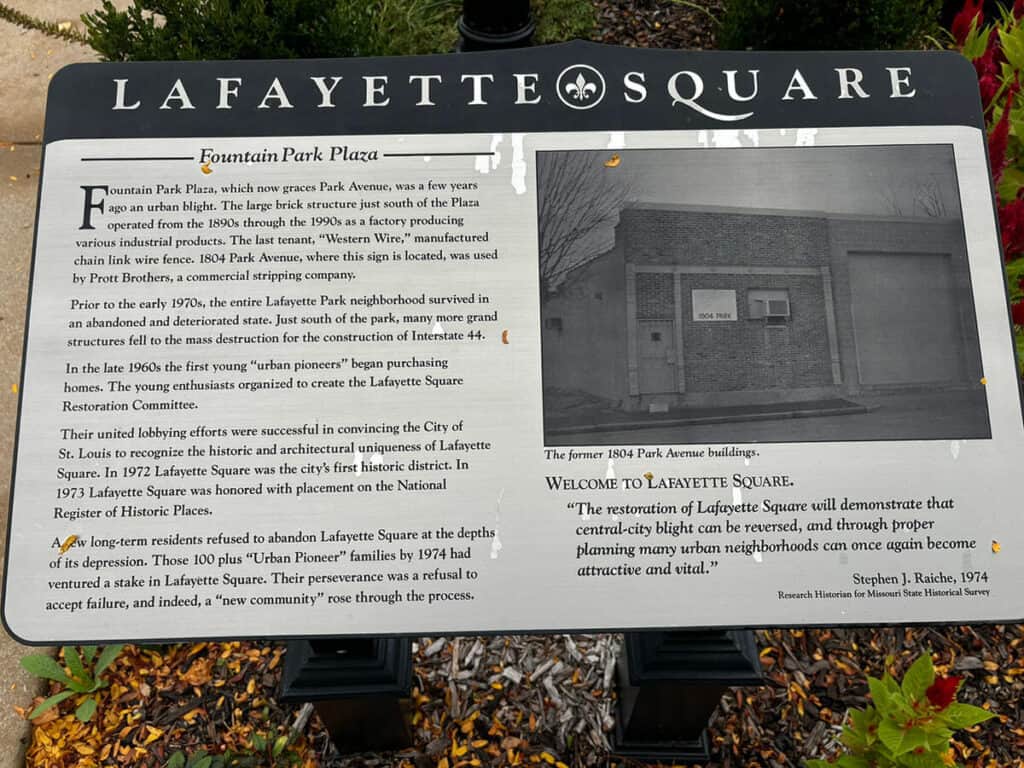 LAFAYETTE SQUARE
Fountain Park Plaza
Fountain Park Plaza, which now graces Park Avenue, was a few years
ago an urban blight. The large brick structure just south of the Plaza
operated from the 1890s through the 1990s as a factory producing
various industrial products. The last tenant, “Western Wire,” manufactured
chain link wire fence. 1804 Park Avenue, where this sign is located, was used
by Prott Brothers, a commercial stripping company.
Prior to the early 1970s, the entire Lafayette Park neighborhood survived in
an abandoned and deteriorated state. Just south of the park, many more grand
structures fell to the mass destruction for the construction of Interstate 44.
In the late 1960s the first young “urban pioneers” began purchasing
homes. The young enthusiasts organized to create the Lafayette Square
Restoration Committee.
Their united lobbying efforts were successful in convincing the City of
St. Louis to recognize the historic and architectural uniqueness of Lafayette
Square. In 1972 Lafayette Square was the city’s first historic district. In
1973 Lafayette Square was honored with placement on the National
Register of Historic Places.
A few long-term residents refused to abandon Lafayette Square at the depths
of its depression. Those 100 plus “Urban Pioneer” families by 1974 had
ventured a stake in Lafayette Square. Their perseverance was a refusal to
accept failure, and indeed, a “new community” rose through the process.
1804 PARK
The former 1804 Park Avenue buildings.
WELCOME TO LAFAYETTE SQUARE.
“The restoration of Lafayette Square will demonstrate that
central-city blight can be reversed, and through proper
planning many urban neighborhoods can once again become
attractive and vital.”
Stephen J. Raiche, 1974
Research Historian for Missouri State Historical Survey